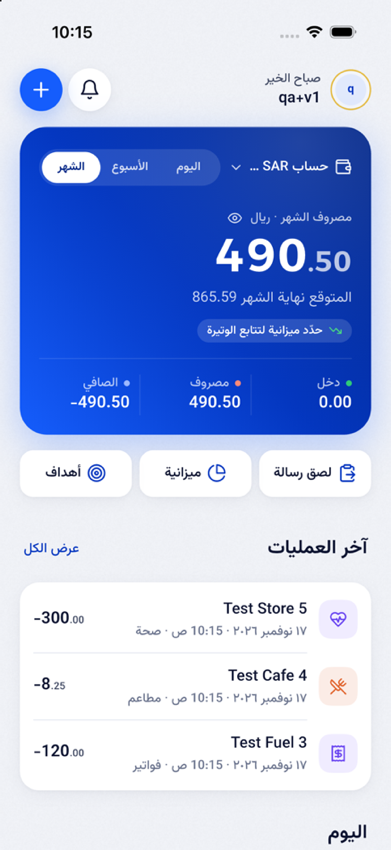 10:15
صباح الخير
qa+v1
q
حساب SAR ...
اليوم
الأسبوع
الشهر
مصروف الشهر · ريال
490.50
المتوقع نهاية الشهر 865.59
حدّد ميزانية لتتابع الوتيرة
دخل
0.00
مصروف
490.50
الصافي
-490.50
لصق رسالة
ميزانية
أهداف
آخر العمليات
عرض الكل
Test Store 5
-300.00
١٧ نوفمبر ٢٠٢٦ · 10:15 ص · صحة
Test Cafe 4
-8.25
١٧ نوفمبر ٢٠٢٦ · 10:15 ص · مطاعم
Test Fuel 3
-120.00
١٧ نوفمبر ٢٠٢٦ · 10:15 ص · فواتير
اليوم